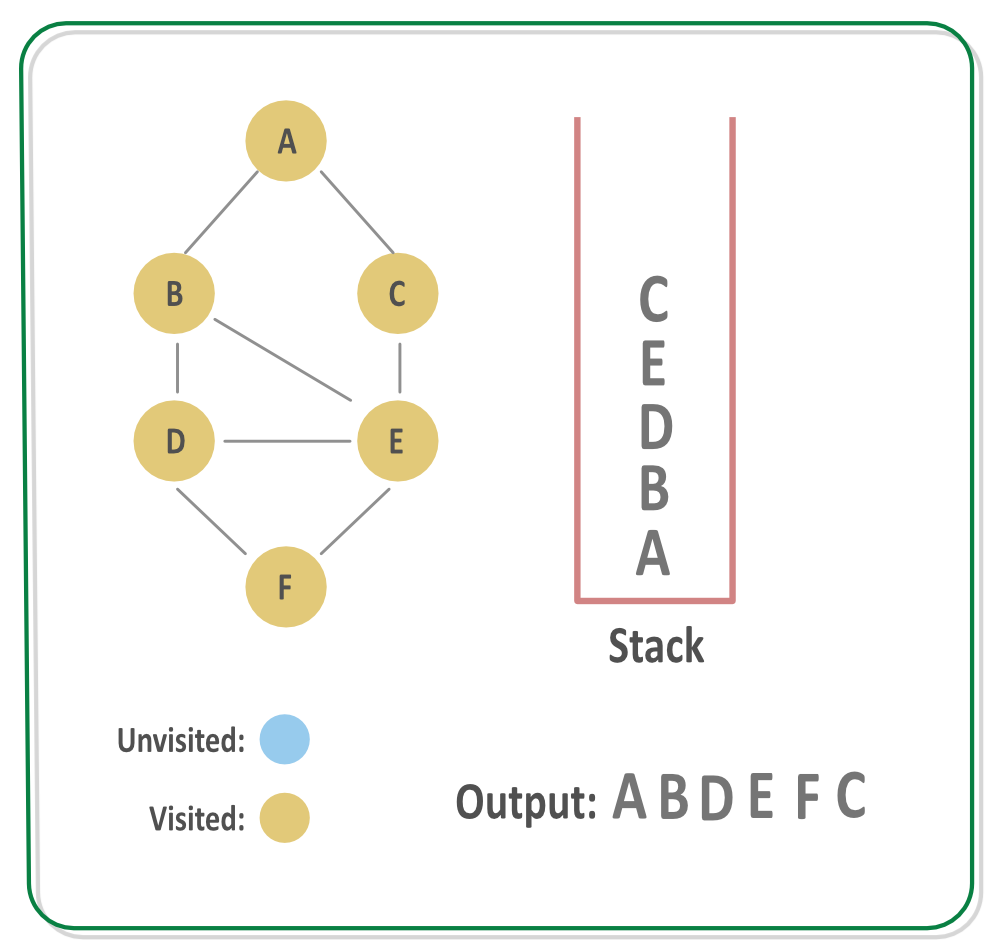 A
B
C
D
E
F
C
E
D
B
A
Stack
Unvisited:
Visited:
Output: A B D E F C